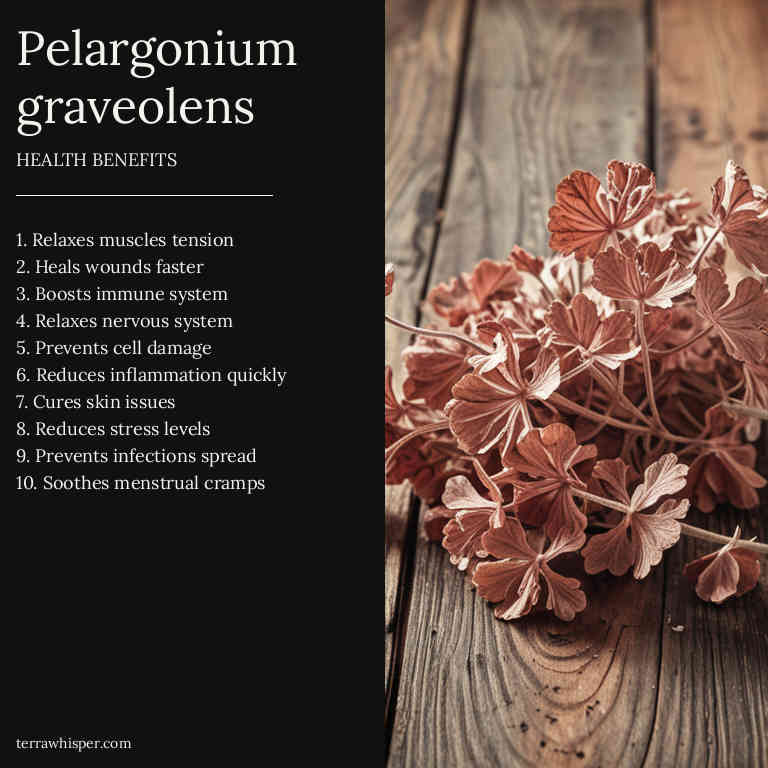 Pelargonium
graveolens
HEALTH BENEFITS
1. Relaxes muscles tension
2. Heals wounds faster
3. Boosts immune system
4. Relaxes nervous system
5. Prevents cell damage
6. Reduces inflammation quickly
7. Cures skin issues
8. Reduces stress levels
9. Prevents infections spread
10. Soothes menstrual cramps
terrawhisper.com